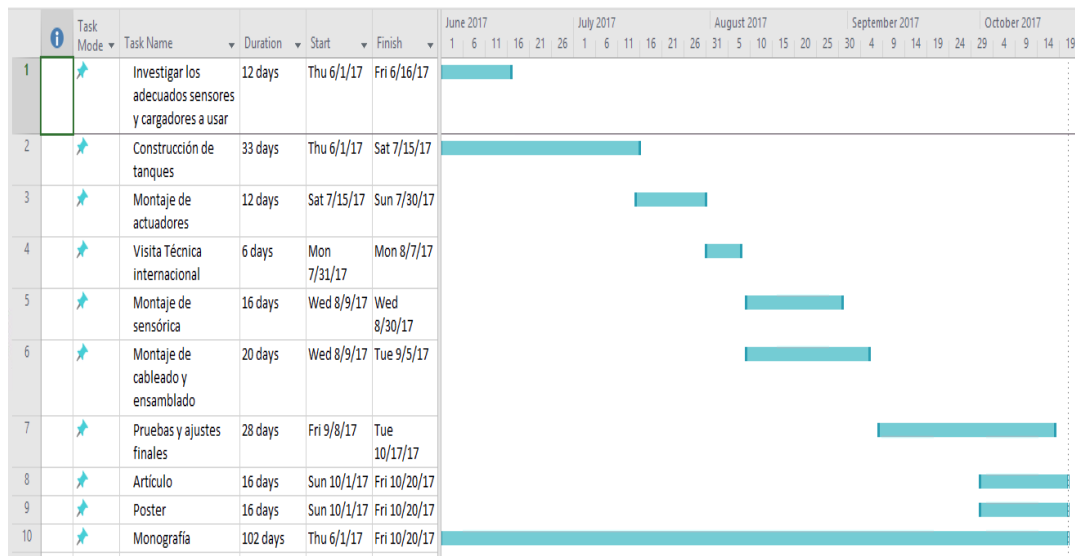 June 2017 July 2017 August 2017 September 2017 October 2017
Task
Mode Task Name Duration Start Finish
1 6 11 16 21 26 1 6 11 16 21 26 31 5 10 15 20 25 30 4 9 14 19 24 29 4 9 14 19
1 Investigar los 12 days Thu 6/1/17 Fri 6/16/17
adecuados sensores
y cargadores a usar
2 Construcción de 33 days Thu 6/1/17 Sat 7/15/17
tanques
3 Montaje de 12 days Sat 7/15/17 Sun 7/30/17
actuadores
4 Visita Técnica 6 days Mon Mon 8/7/17
internacional 7/31/17
5 Montaje de 16 days Wed 8/9/17 Wed
sensórica 8/30/17
6 Montaje de 20 days Wed 8/9/17 Tue 9/5/17
cableado y
ensamblado
7 Pruebas y ajustes 28 days Fri 9/8/17 Tue
finales 10/17/17
8 Artículo 16 days Sun 10/1/17 Fri 10/20/17
9 Poster 16 days Sun 10/1/17 Fri 10/20/17
10 Monografía 102 days Thu 6/1/17 Fri 10/20/17